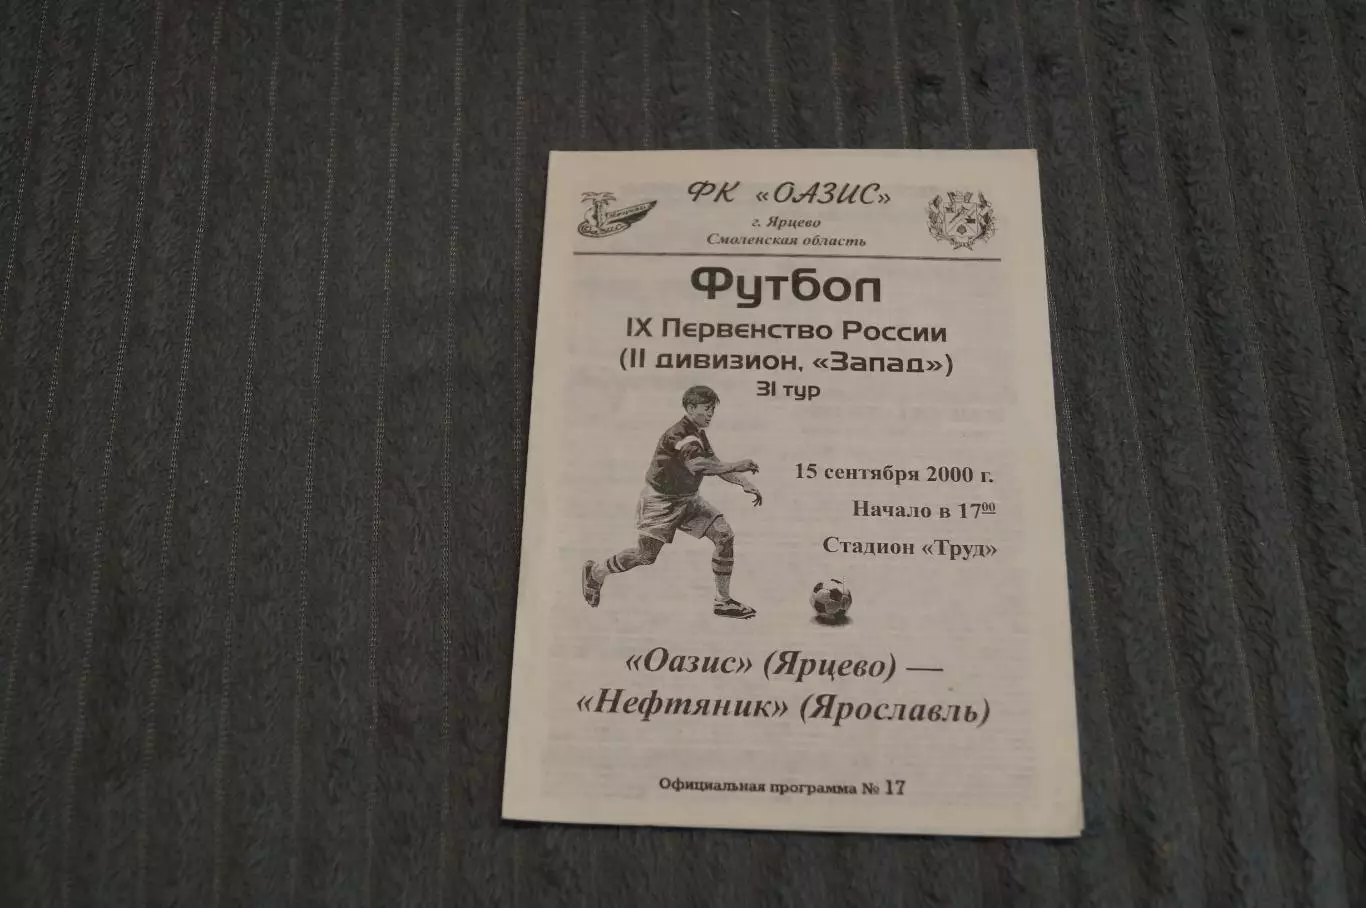 ФК «ОАЗИС»
г. Ярцево
Смоленская область
Футбол
IX Первенство России
(II дивизион, «Запад»)
31 тур
15 сентября 2000 г.
Начало в 17⁰⁰
Стадион «Труд»
«Оазис» (Ярцево) —
«Нефтяник» (Ярославль)
Официальная программа № 17